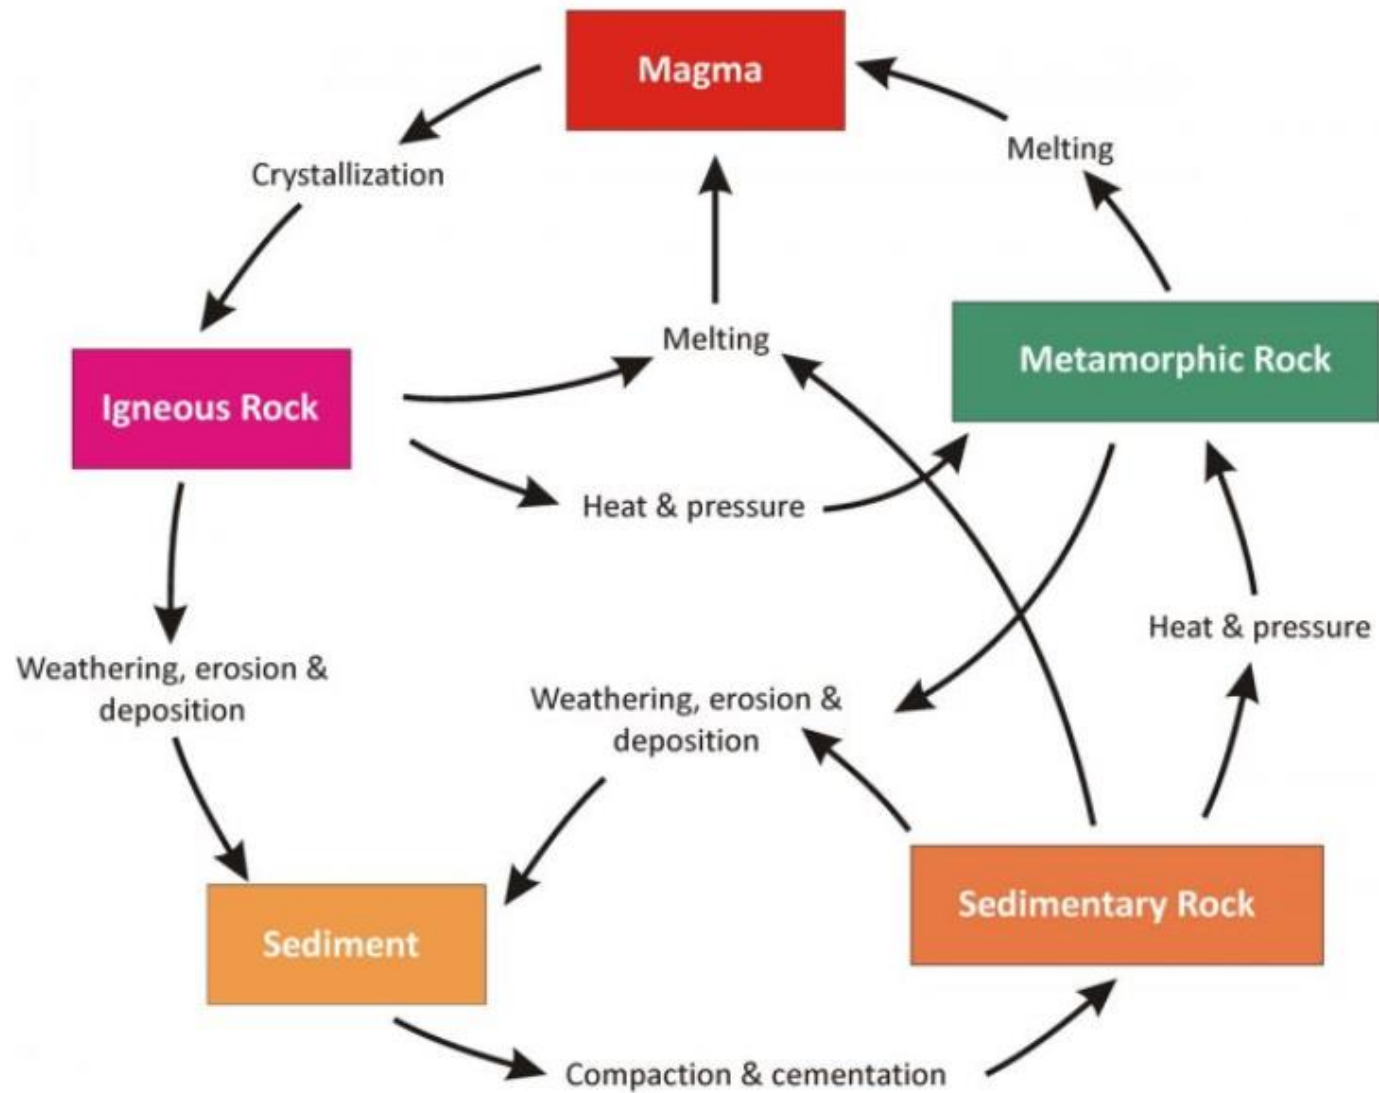 Magma
Melting
Crystallization
Melting
Metamorphic Rock
Igneous Rock
Heat & pressure
Heat & pressure
Weathering, erosion &
deposition
Weathering, erosion &
deposition
Sedimentary Rock
Sediment
Compaction & cementation